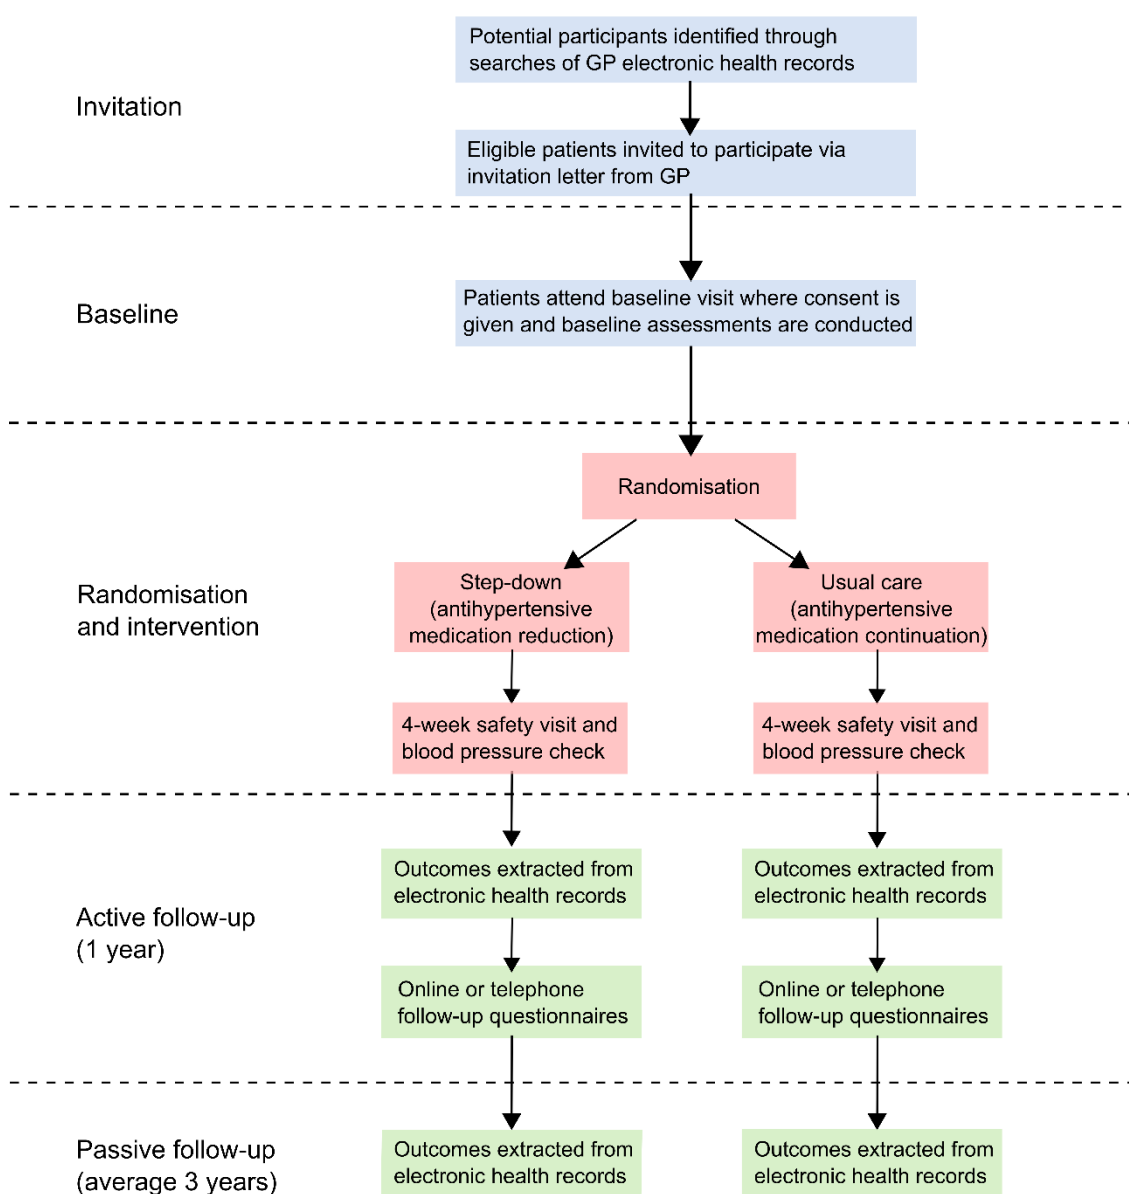 Potential participants identified through
searches of GP electronic health records
Invitation
Eligible patients invited to participate via
invitation letter from GP
Baseline
Patients attend baseline visit where consent is
given and baseline assessments are conducted
Randomisation
Randomisation
and intervention
Step-down
(antihypertensive
medication reduction)
Usual care
(antihypertensive
medication continuation)
4-week safety visit and
blood pressure check
4-week safety visit and
blood pressure check
Active follow-up
(1 year)
Outcomes extracted from
electronic health records
Outcomes extracted from
electronic health records
Online or telephone
follow-up questionnaires
Online or telephone
follow-up questionnaires
Passive follow-up
(average 3 years)
Outcomes extracted from
electronic health records
Outcomes extracted from
electronic health records